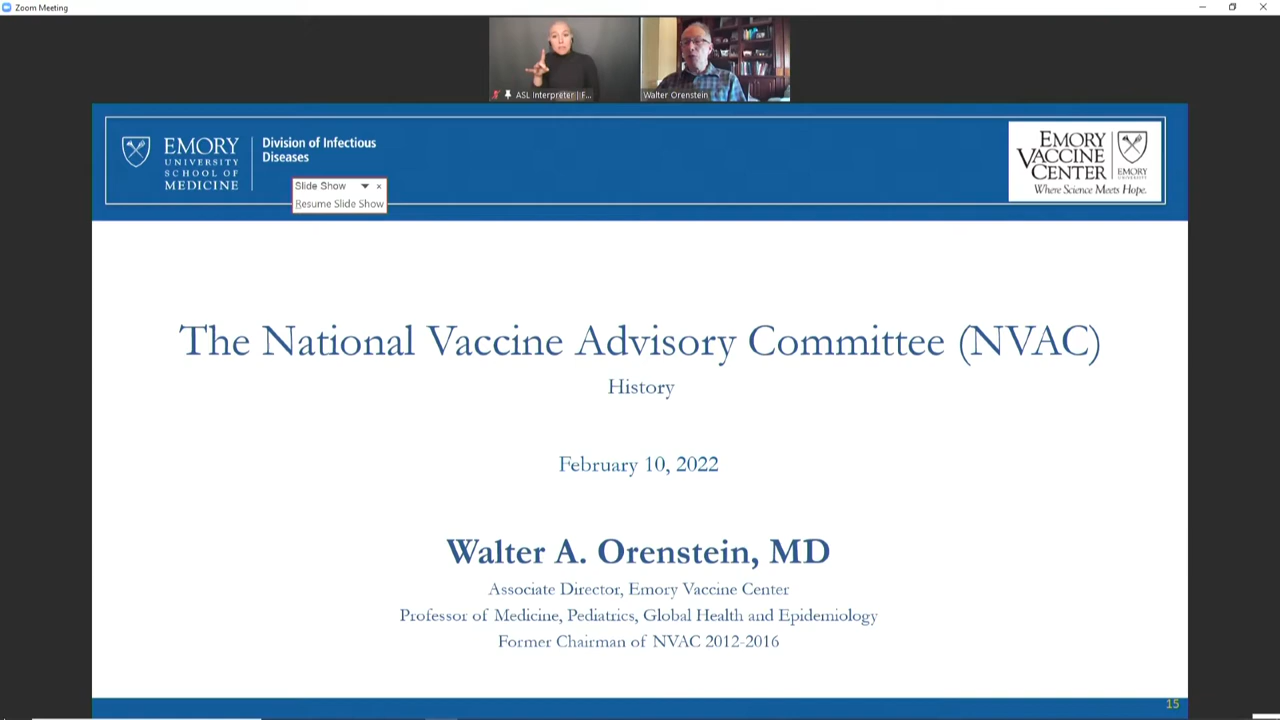 Zoom Meeting
ASL Interpreter | F...
Walter Orenstein
EMORY
UNIVERSITY
SCHOOL OF
MEDICINE
Division of Infectious
Diseases
Slide Show
Resume Slide Show
EMORY
VACCINE
CENTER
EMORY
UNIVERSITY
Where Science Meets Hope.
The National Vaccine Advisory Committee (NVAC)
History
February 10, 2022
Walter A. Orenstein, MD
Associate Director, Emory Vaccine Center
Professor of Medicine, Pediatrics, Global Health and Epidemiology
Former Chairman of NVAC 2012-2016
15